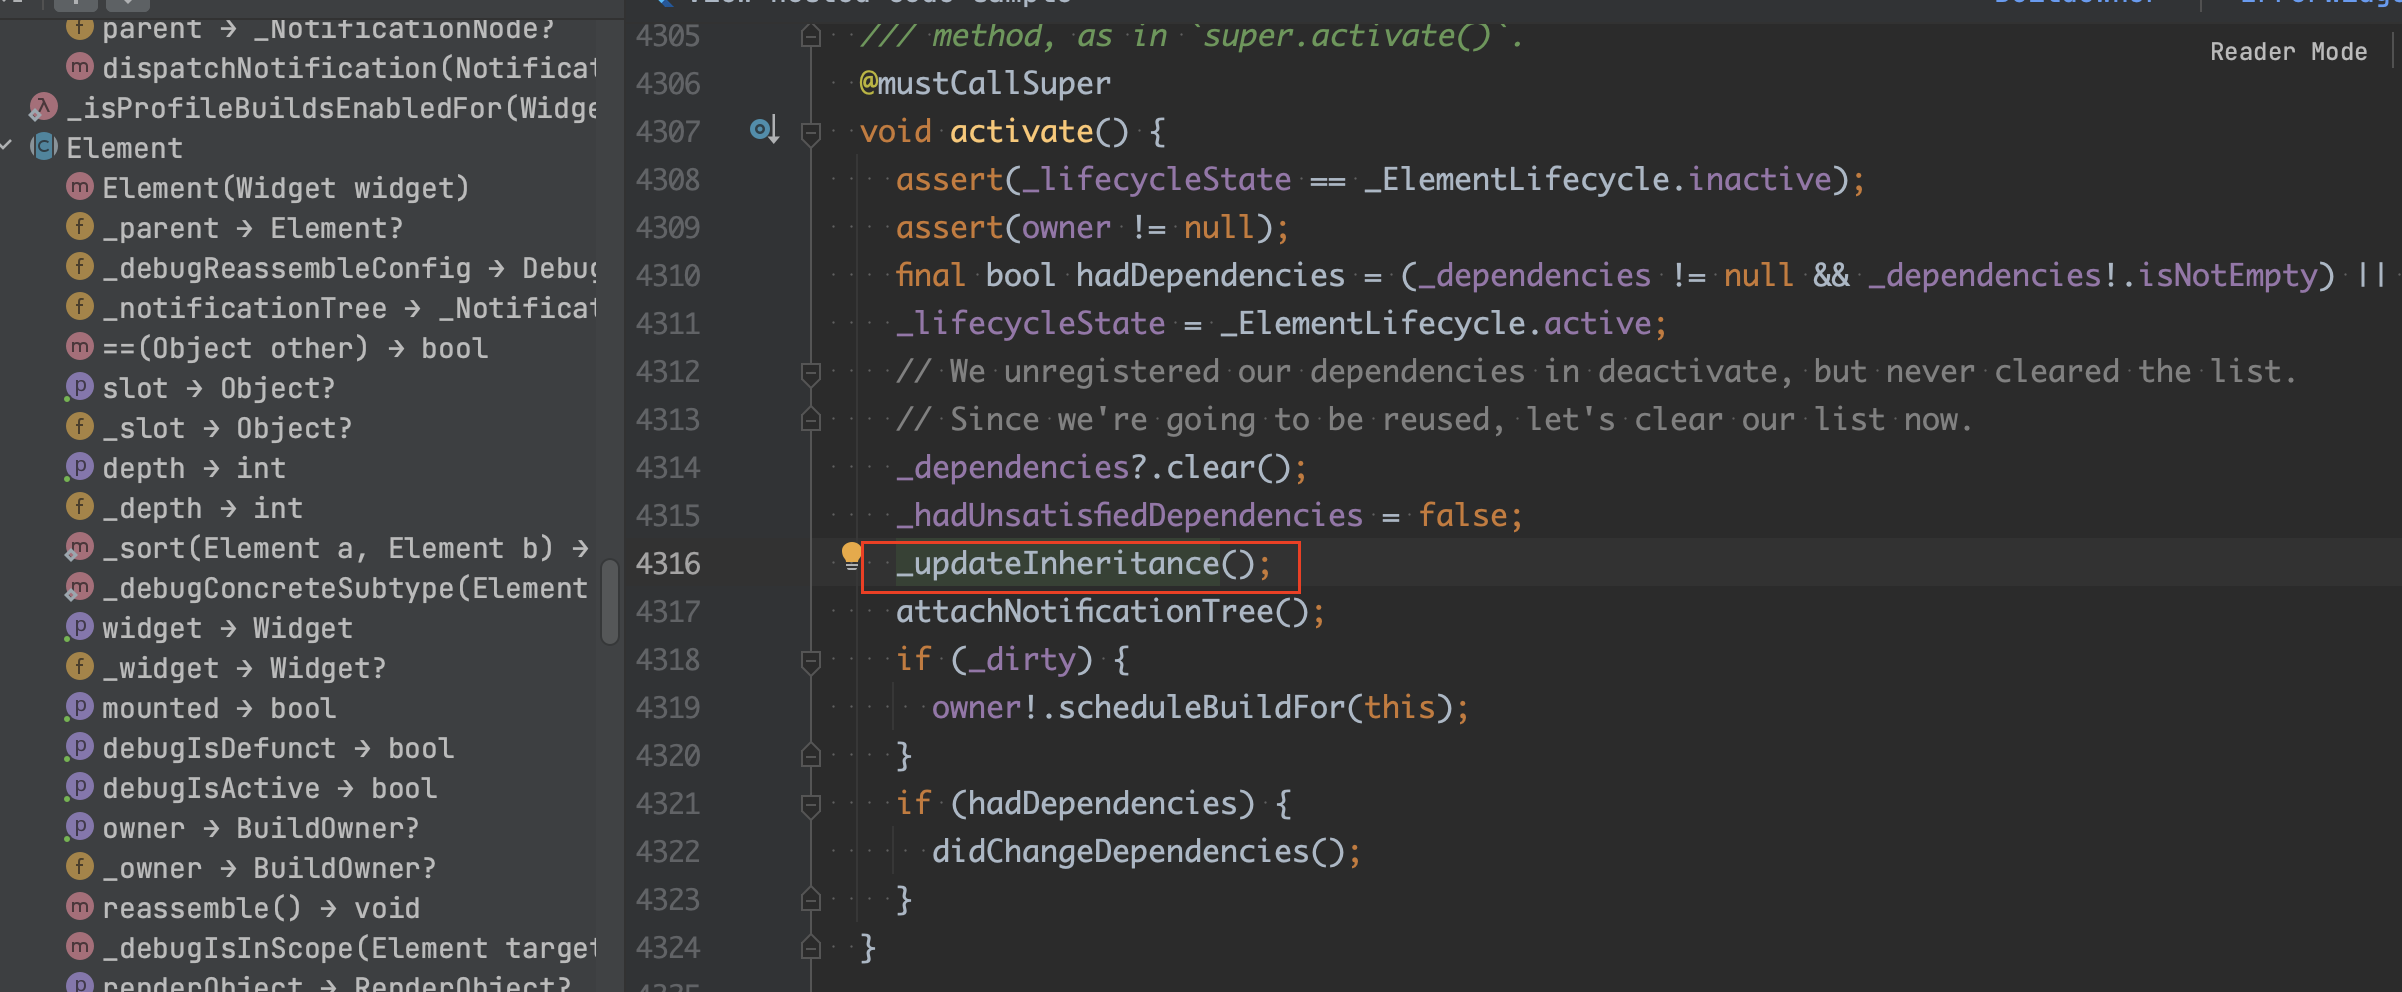 parent → _NotificationNode?
dispatchNotification(Notificat
_isProfileBuildsEnabledFor(Widge
Element
Element(Widget widget)
_parent → Element?
_debugReassembleConfig → Debug
_notificationTree → _Notificat
==(Object other) → bool
slot → Object?
_slot → Object?
depth → int
_depth → int
_sort(Element a, Element b) →
_debugConcreteSubtype(Element
widget → Widget
_widget → Widget?
mounted → bool
debugIsDefunct → bool
debugIsActive → bool
owner → BuildOwner?
_owner → BuildOwner?
reassemble() → void
_debugIsInScope(Element target
renderObject → RenderObject?
View hosted code sample
Reader Mode
4305 /// method, as in `super.activate()`.
4306 @mustCallSuper
4307 void activate() {
4308 assert(_lifecycleState == _ElementLifecycle.inactive);
4309 assert(owner != null);
4310 final bool hadDependencies = (_dependencies != null && _dependencies!.isNotEmpty) ||
4311 _lifecycleState = _ElementLifecycle.active;
4312 // We unregistered our dependencies in deactivate, but never cleared the list.
4313 // Since we're going to be reused, let's clear our list now.
4314 _dependencies?.clear();
4315 _hadUnsatisfiedDependencies = false;
4316 _updateInheritance();
4317 attachNotificationTree();
4318 if (_dirty) {
4319 owner!.scheduleBuildFor(this);
4320 }
4321 if (hadDependencies) {
4322 didChangeDependencies();
4323 }
4324 }